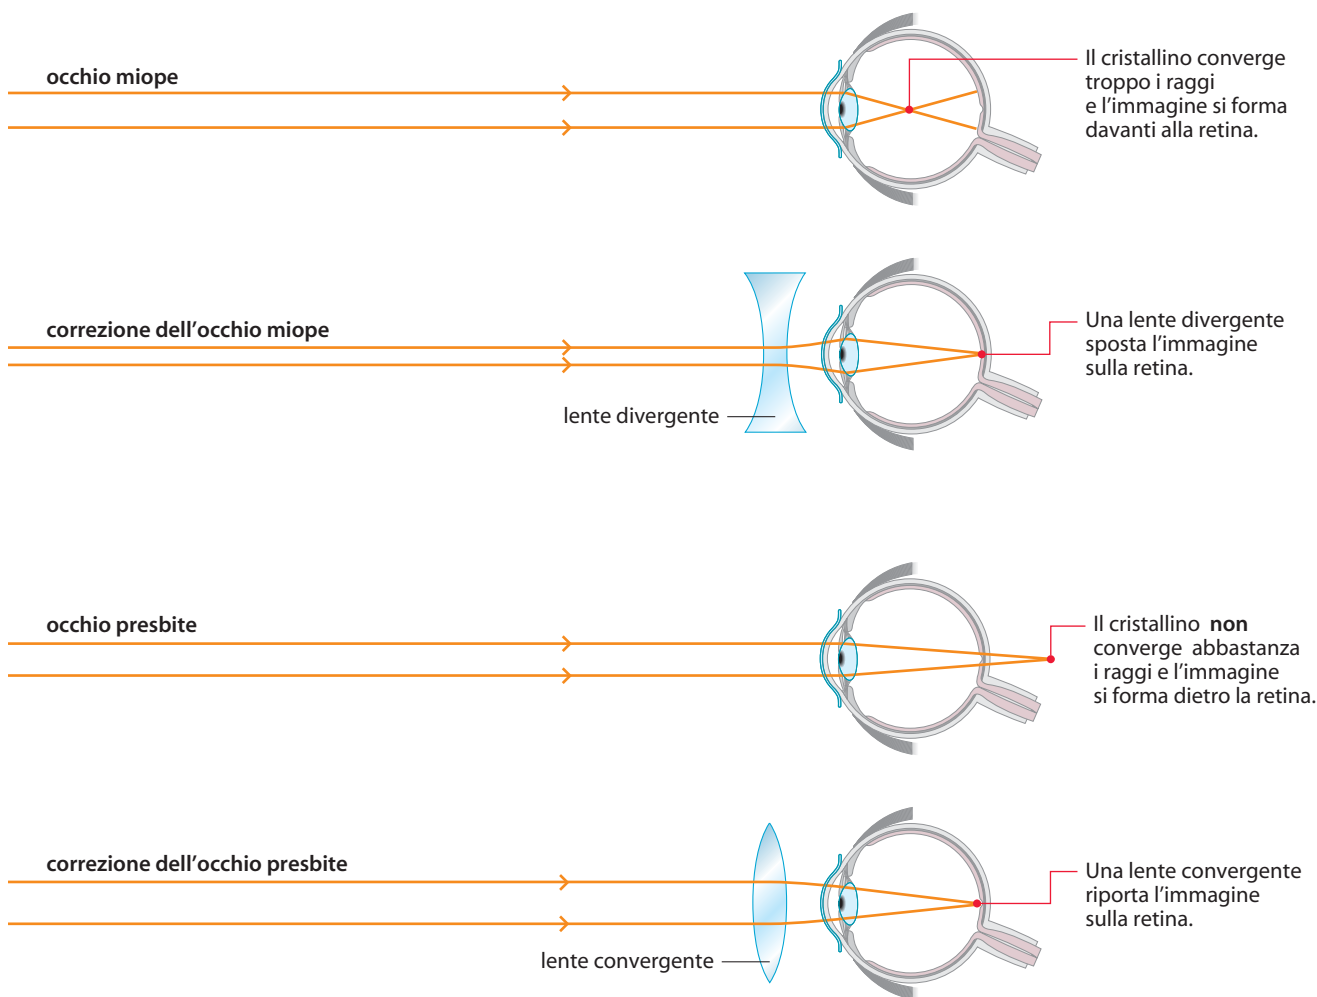 occhio miope
Il cristallino converge
troppo i raggi
e l'immagine si forma
davanti alla retina.
correzione dell'occhio miope
Una lente divergente
sposta l'immagine
sulla retina.
lente divergente
occhio presbite
Il cristallino non
converge abbastanza
i raggi e l'immagine
si forma dietro la retina.
correzione dell'occhio presbite
Una lente convergente
riporta l'immagine
sulla retina.
lente convergente